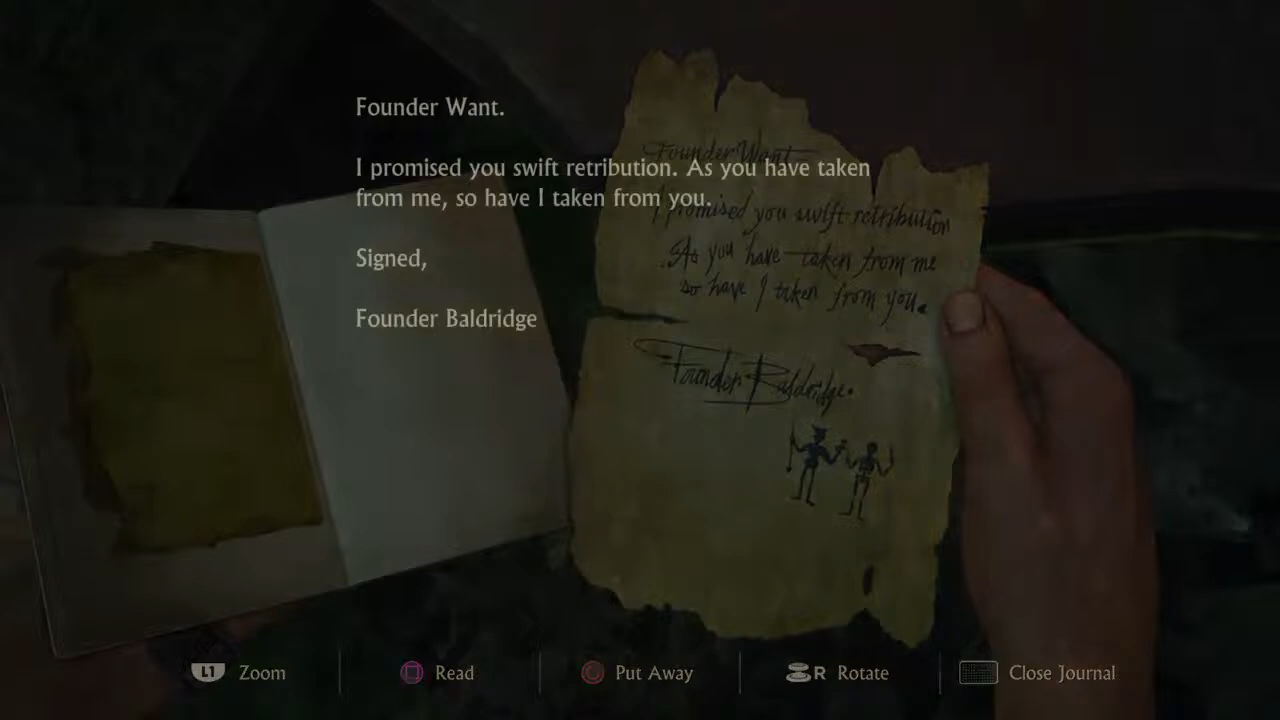 Founder Want.
I promised you swift retribution. As you have taken
from me, so have I taken from you.
Signed,
Founder Baldridge
Founder Want
I promised you swift retribution
As you have taken from me
so have I taken from you.
Founder Baldridge.
L1 Zoom
Read
Put Away
R Rotate
Close Journal